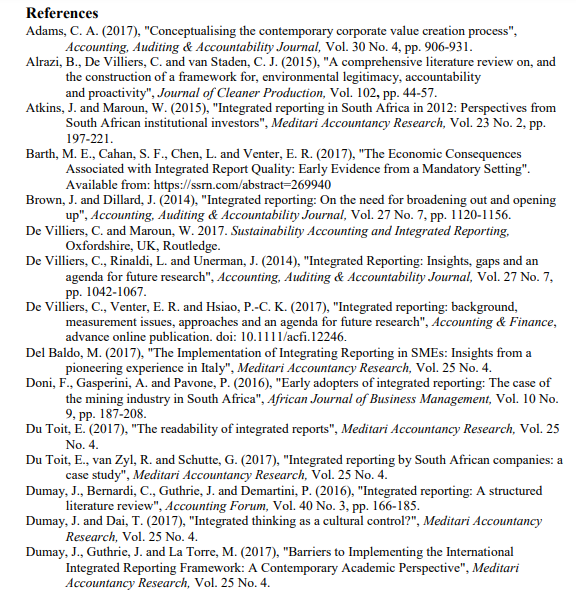 References
Adams, C. A. (2017), "Conceptualising the contemporary corporate value creation process",
Accounting, Auditing & Accountability Journal, Vol. 30 No. 4, pp. 906-931.
Alrazi, B., De Villiers, C. and van Staden, C. J. (2015), "A comprehensive literature review on, and
the construction of a framework for, environmental legitimacy, accountability
and proactivity", Journal of Cleaner Production, Vol. 102, pp. 44-57.
Atkins, J. and Maroun, W. (2015), "Integrated reporting in South Africa in 2012: Perspectives from
South African institutional investors", Meditari Accountancy Research, Vol. 23 No. 2, pp.
197-221.
Barth, M. E., Cahan, S. F., Chen, L. and Venter, E. R. (2017), "The Economic Consequences
Associated with Integrated Report Quality: Early Evidence from a Mandatory Setting".
Available from: https://ssrn.com/abstract=269940
Brown, J. and Dillard, J. (2014), "Integrated reporting: On the need for broadening out and opening
up", Accounting, Auditing & Accountability Journal, Vol. 27 No. 7, pp. 1120-1156.
De Villiers, C. and Maroun, W. 2017. Sustainability Accounting and Integrated Reporting,
Oxfordshire, UK, Routledge.
De Villiers, C., Rinaldi, L. and Unerman, J. (2014), "Integrated Reporting: Insights, gaps and an
agenda for future research", Accounting, Auditing & Accountability Journal, Vol. 27 No. 7,
pp. 1042-1067.
De Villiers, C., Venter, E. R. and Hsiao, P.-C. K. (2017), "Integrated reporting: background,
measurement issues, approaches and an agenda for future research", Accounting & Finance,
advance online publication. doi: 10.1111/acfi.12246.
Del Baldo, M. (2017), "The Implementation of Integrating Reporting in SMEs: Insights from a
pioneering experience in Italy", Meditari Accountancy Research, Vol. 25 No. 4.
Doni, F., Gasperini, A. and Pavone, P. (2016), "Early adopters of integrated reporting: The case of
the mining industry in South Africa", African Journal of Business Management, Vol. 10 No.
9, pp. 187-208.
Du Toit, E. (2017), "The readability of integrated reports", Meditari Accountancy Research, Vol. 25
No. 4.
Du Toit, E., van Zyl, R. and Schutte, G. (2017), "Integrated reporting by South African companies: a
case study", Meditari Accountancy Research, Vol. 25 No. 4.
Dumay, J., Bernardi, C., Guthrie, J. and Demartini, P. (2016), "Integrated reporting: A structured
literature review", Accounting Forum, Vol. 40 No. 3, pp. 166-185.
Dumay, J. and Dai, T. (2017), "Integrated thinking as a cultural control?", Meditari Accountancy
Research, Vol. 25 No. 4.
Dumay, J., Guthrie, J. and La Torre, M. (2017), "Barriers to Implementing the International
Integrated Reporting Framework: A Contemporary Academic Perspective", Meditari
Accountancy Research, Vol. 25 No. 4.